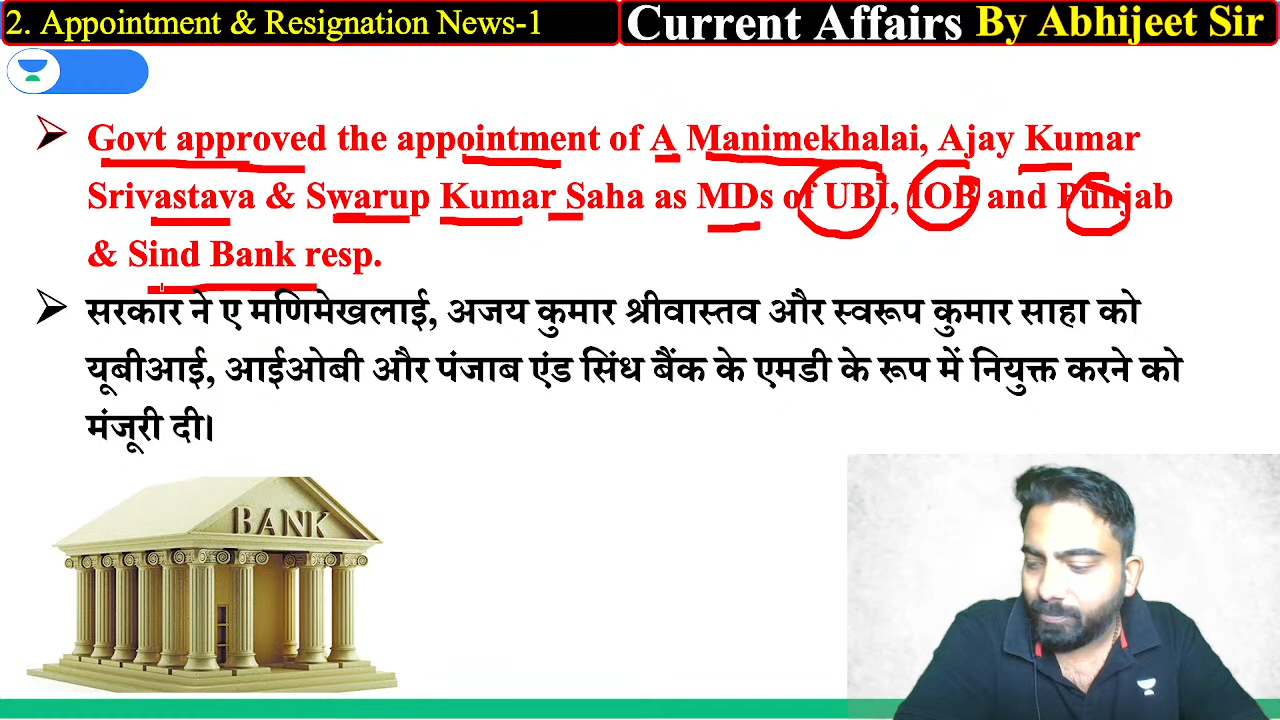 2. Appointment & Resignation News-1
Current Affairs By Abhijeet Sir
Govt approved the appointment of A Manimekhalai, Ajay Kumar
Srivastava & Swarup Kumar Saha as MDs of UBI, IOB and Punjab
& Sind Bank resp.
सरकार ने ए मणिमेखलाई, अजय कुमार श्रीवास्तव और स्वरूप कुमार साहा को
यूबीआई, आईओबी और पंजाब एंड सिंध बैंक के एमडी के रूप में नियुक्त करने को
मंजूरी दी।
BANK